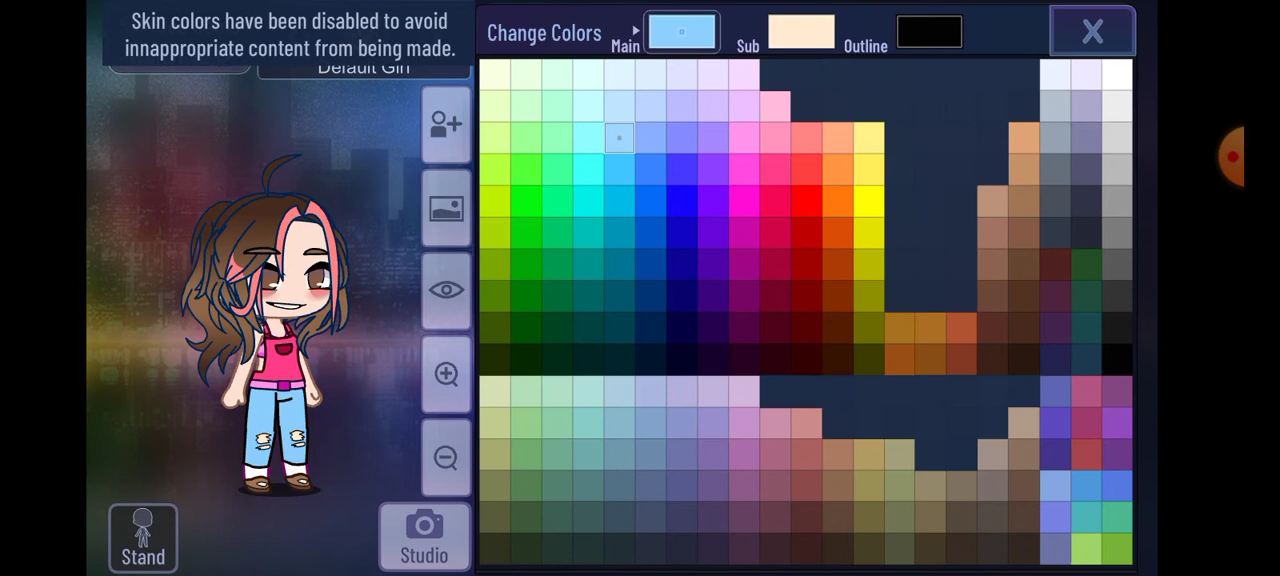 Skin colors have been disabled to avoid
innappropriate content from being made.
Default Girl
Change Colors
Main
Sub
Outline
X
Stand
Studio